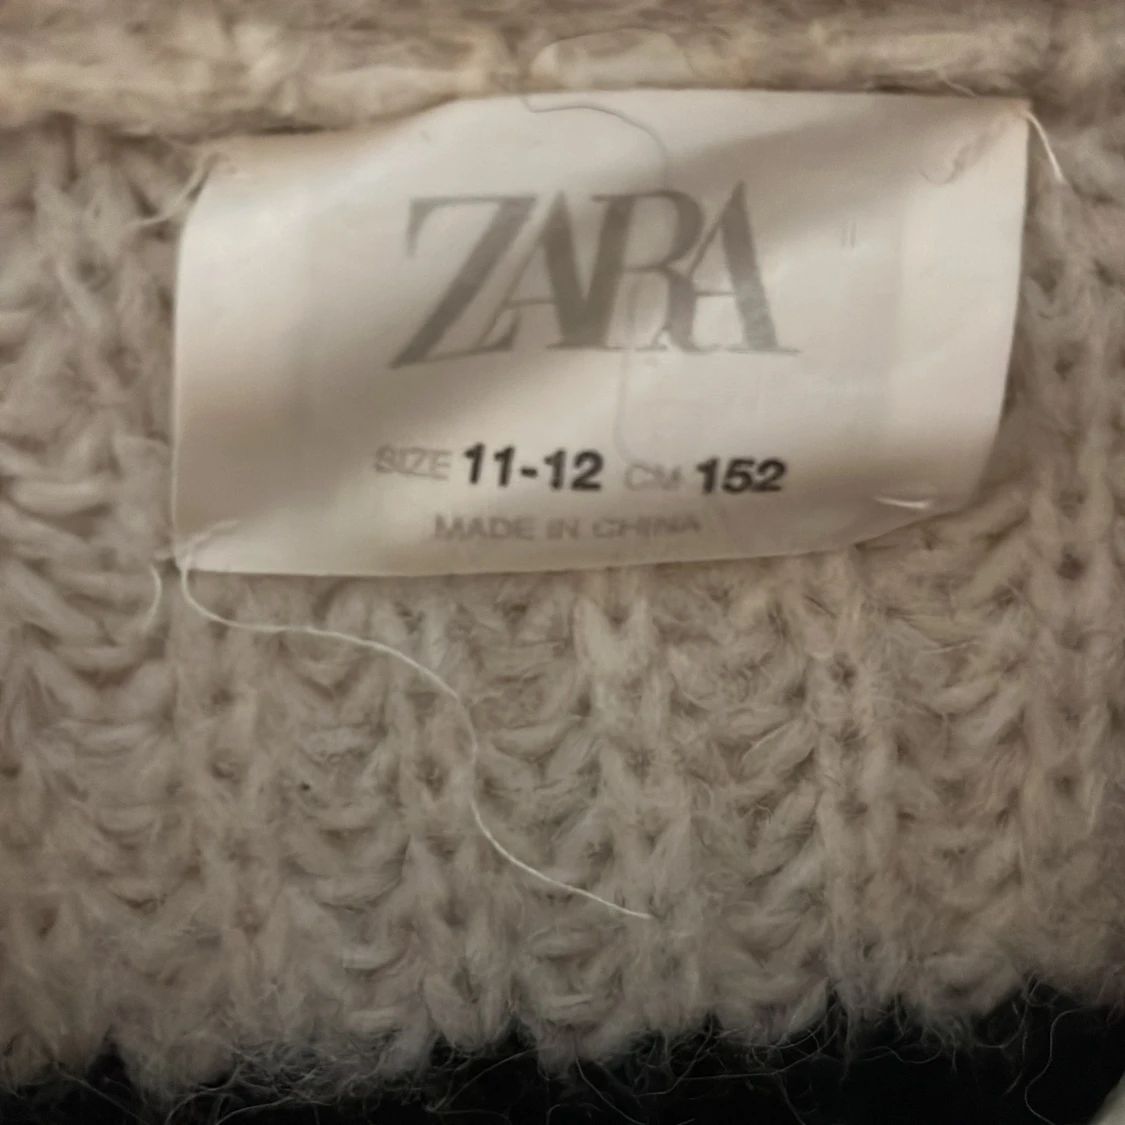 ZARA
SIZE 11-12 CM 152
MADE IN CHINA